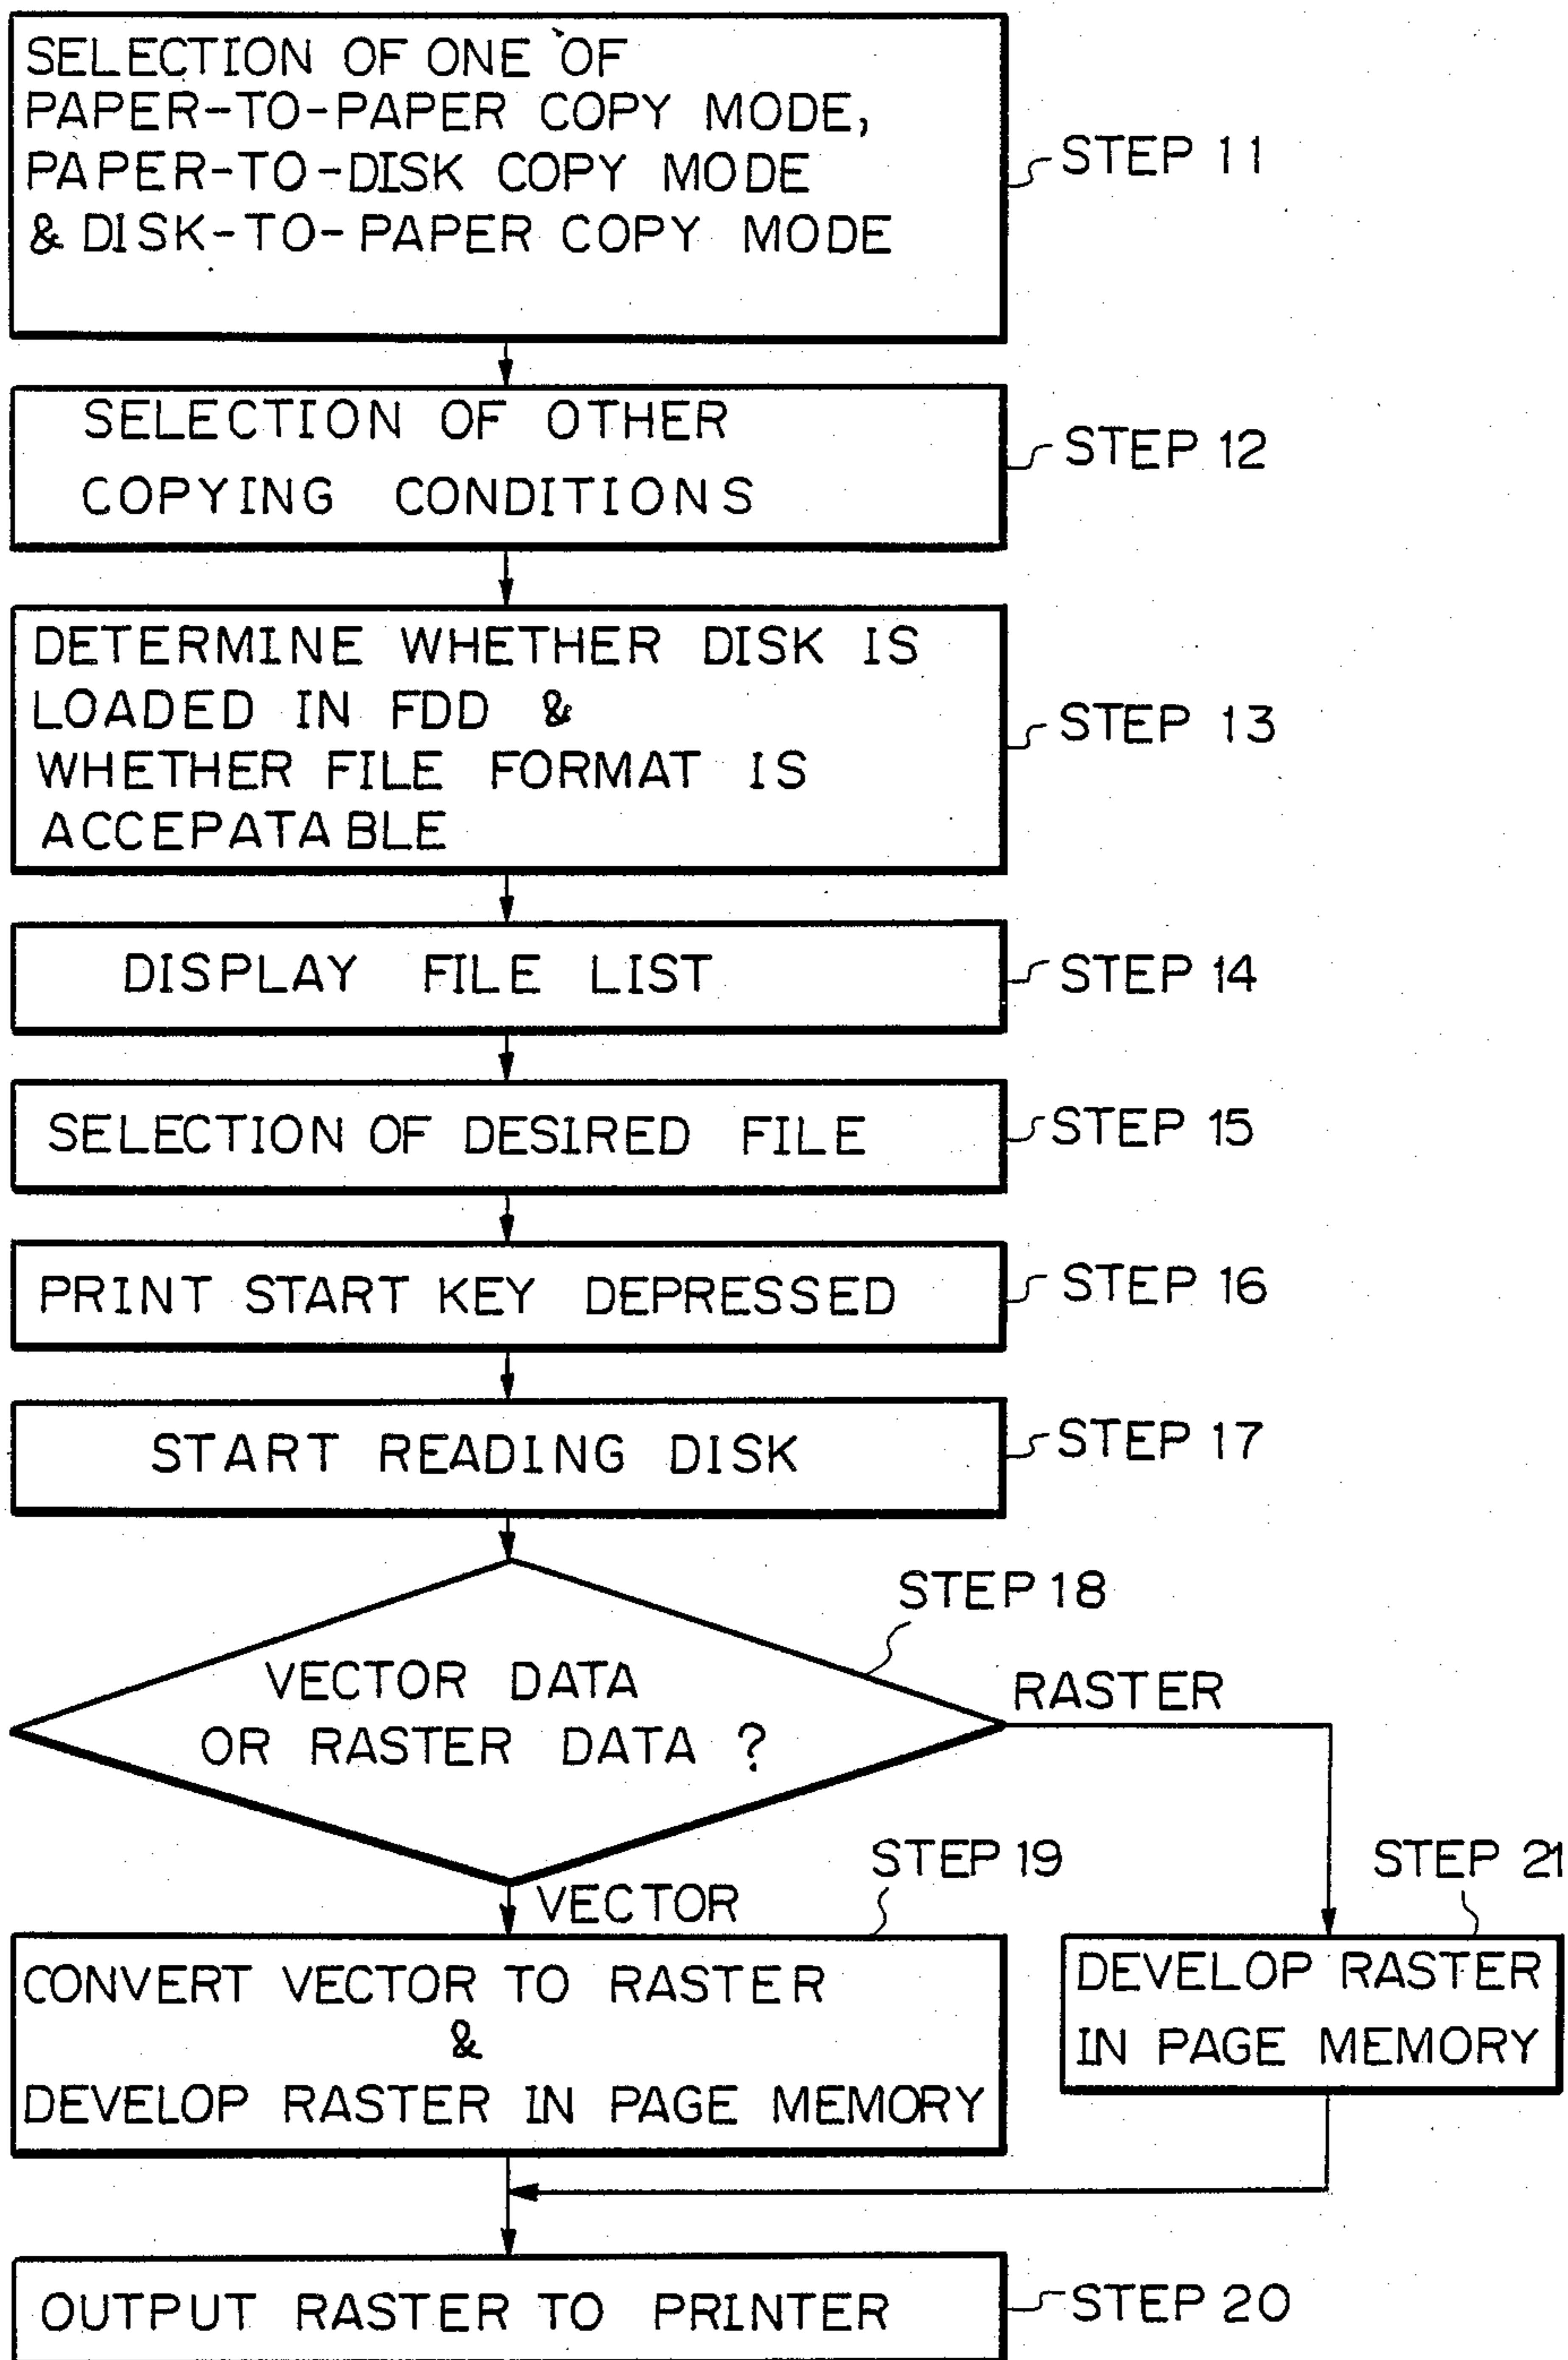 SELECTION OF ONE OF
PAPER-TO-PAPER COPY MODE,
PAPER-TO-DISK COPY MODE
& DISK-TO-PAPER COPY MODE
STEP 11
SELECTION OF OTHER
COPYING CONDITIONS
STEP 12
DETERMINE WHETHER DISK IS
LOADED IN FDD &
WHETHER FILE FORMAT IS
ACCEPATABLE
STEP 13
DISPLAY FILE LIST
STEP 14
SELECTION OF DESIRED FILE
STEP 15
PRINT START KEY DEPRESSED
STEP 16
START READING DISK
STEP 17
STEP 18
VECTOR DATA
OR RASTER DATA ?
RASTER
VECTOR
STEP 19
CONVERT VECTOR TO RASTER
&
DEVELOP RASTER IN PAGE MEMORY
STEP 21
DEVELOP RASTER
IN PAGE MEMORY
OUTPUT RASTER TO PRINTER
STEP 20